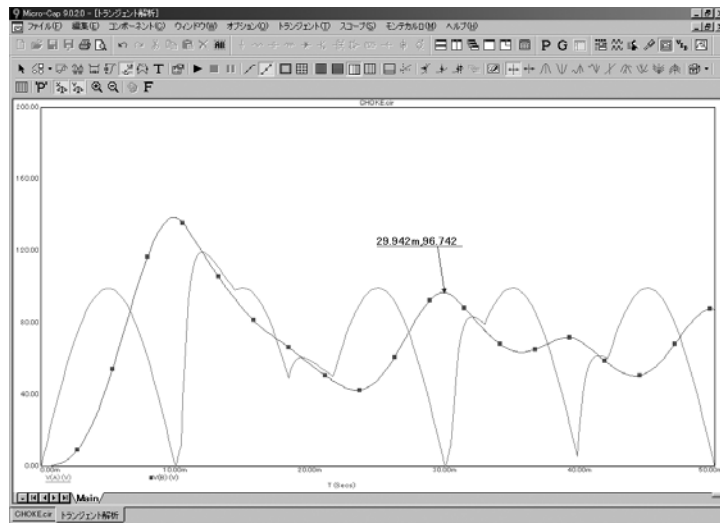 Micro-Cap 9.0.2.0 - [トランジェント解析]
ファイル(F) 編集(E) コンポーネント(C) ウィンドウ(W) オプション(O) トランジェント(T) スコープ(S) モンテカルロ(M) ヘルプ(H)
T
P G
"P" F
CHOKE.cir
200.00
160.00
120.00
80.00
40.00
0.00
29.942m,96.742
0.00m 10.00m 20.00m 30.00m 40.00m 50.00m
V(A) (V) V(B) (V)
T (Secs)
Main
CHOKE.cir トランジェント解析